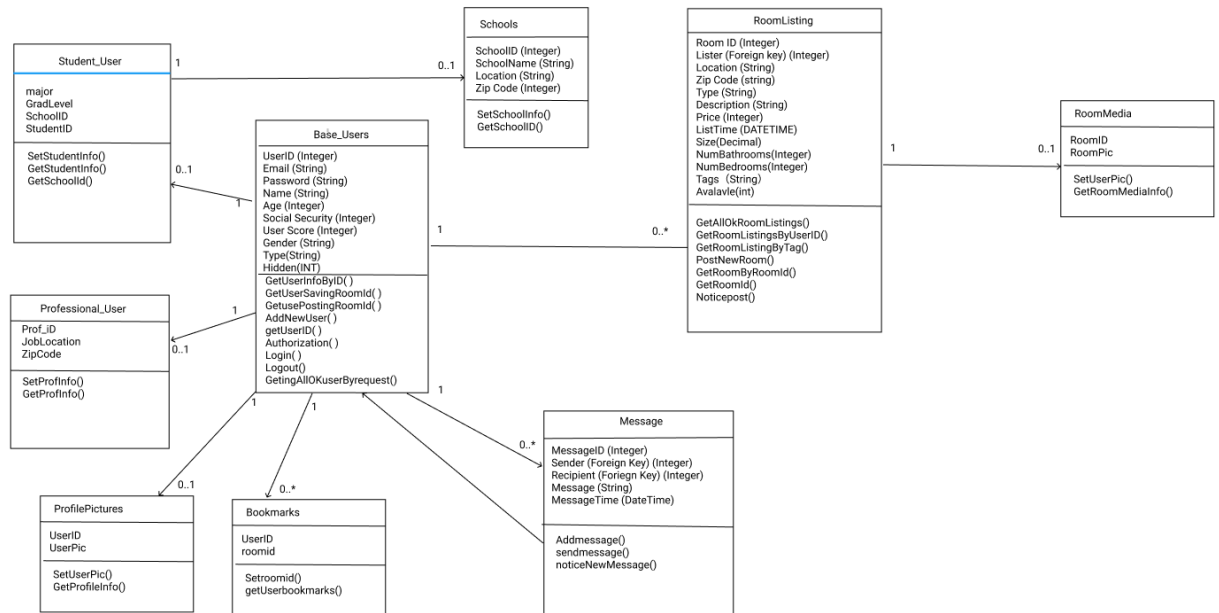 Student_User
major
GradLevel
SchoolID
StudentID
SetStudentInfo()
GetStudentInfo()
GetSchoolId()
1
0..1
Schools
SchoolID (Integer)
SchoolName (String)
Location (String)
Zip Code (Integer)
SetSchoolInfo()
GetSchoolID()
RoomListing
Room ID (Integer)
Lister (Foreign key) (Integer)
Location (String)
Zip Code (string)
Type (String)
Description (String)
Price (Integer)
ListTime (DATETIME)
Size(Decimal)
NumBathrooms(Integer)
NumBedrooms(Integer)
Tags (String)
Avalavle(int)
GetAllOkRoomListings()
GetRoomListingsByUserID()
GetRoomListingByTag()
PostNewRoom()
GetRoomByRoomId()
GetRoomId()
Noticepost()
1
0..1
RoomMedia
RoomID
RoomPic
SetUserPic()
GetRoomMediaInfo()
Base_Users
UserID (Integer)
Email (String)
Password (String)
Name (String)
Age (Integer)
Social Security (Integer)
User Score (Integer)
Gender (String)
Type(String)
Hidden(INT)
GetUserInfoByID( )
GetUserSavingRoomId( )
GetusePostingRoomId( )
AddNewUser( )
getUserID( )
Authorization( )
Login( )
Logout()
GetingAllOKuserByrequest()
0..1
1
1
0..*
Professional_User
Prof_iD
JobLocation
ZipCode
SetProfInfo()
GetProfInfo()
1
0..1
1
0..1
1
0..*
1
0..*
ProfilePictures
UserID
UserPic
SetUserPic()
GetProfileInfo()
Bookmarks
UserID
roomid
Setroomid()
getUserbookmarks()
Message
MessageID (Integer)
Sender (Foreign Key) (Integer)
Recipient (Foriegn Key) (Integer)
Message (String)
MessageTime (DateTime)
Addmessage()
sendmessage()
noticeNewMessage()